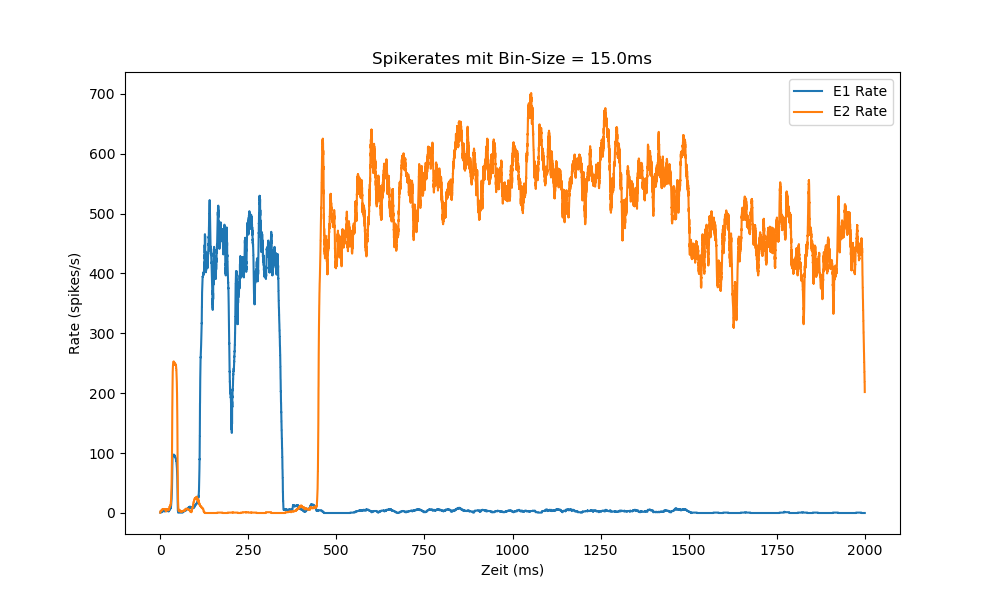 Spikerates mit Bin-Size = 15.0ms
E1 Rate
E2 Rate
700
600
500
400
300
200
100
0
Rate (spikes/s)
0 250 500 750 1000 1250 1500 1750 2000
Zeit (ms)